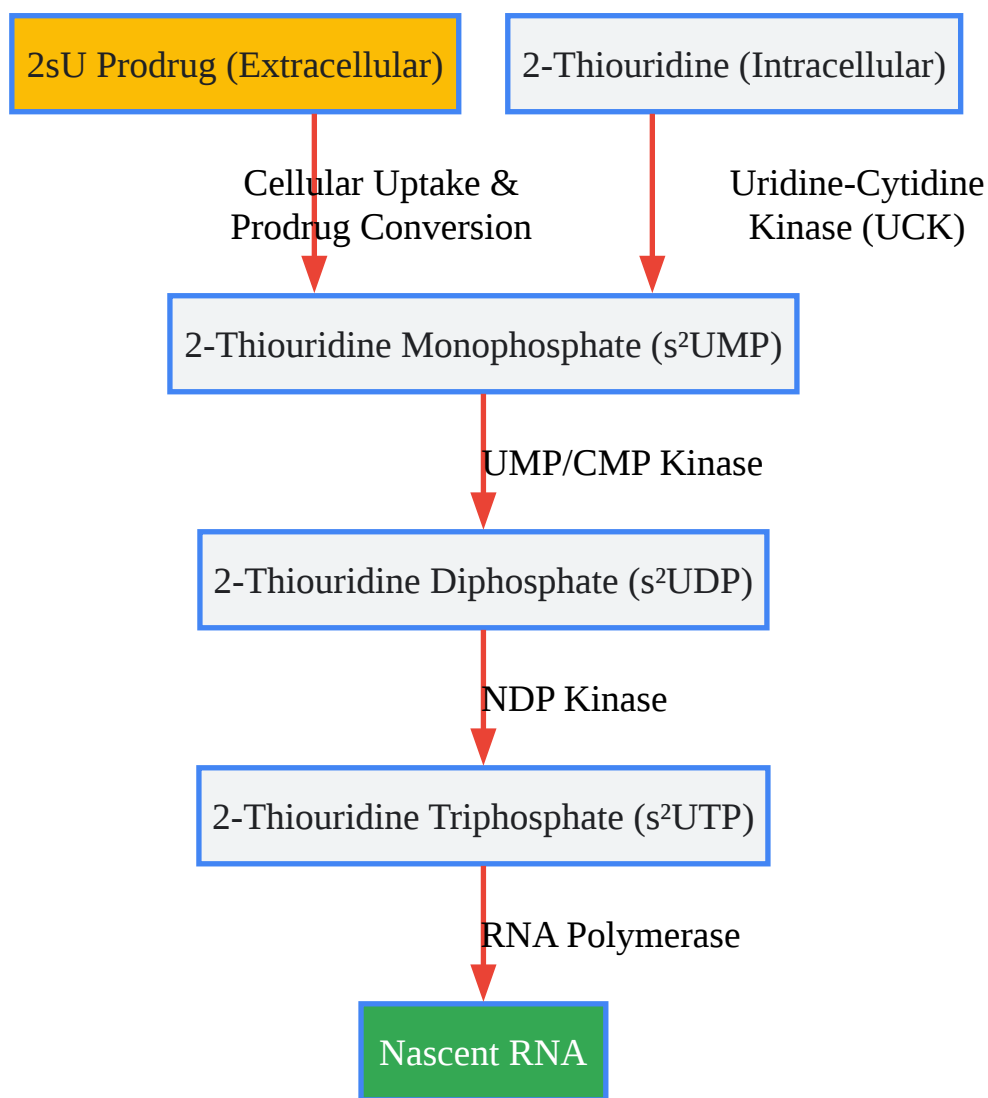 2sU Prodrug (Extracellular)
2-Thiouridine (Intracellular)
Cellular Uptake &
Prodrug Conversion
Uridine-Cytidine
Kinase (UCK)
2-Thiouridine Monophosphate (s²UMP)
UMP/CMP Kinase
2-Thiouridine Diphosphate (s²UDP)
NDP Kinase
2-Thiouridine Triphosphate (s²UTP)
RNA Polymerase
Nascent RNA